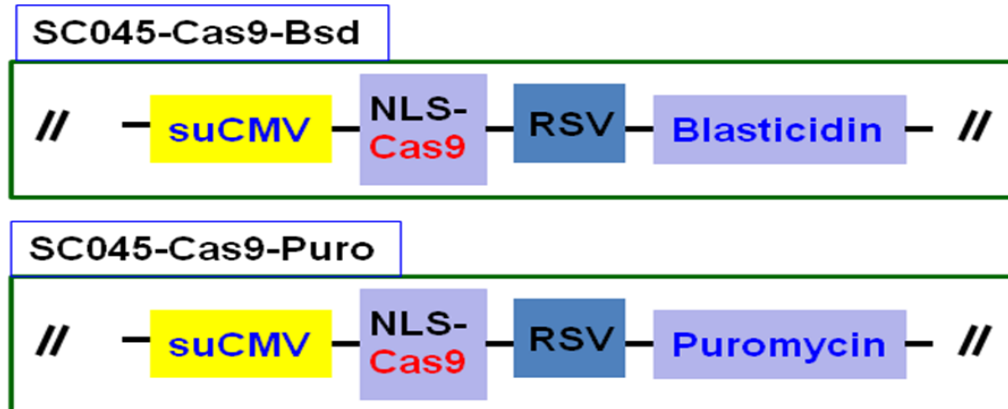 SC045-Cas9-Bsd
//
suCMV
NLS-
Cas9
RSV
Blasticidin
//
SC045-Cas9-Puro
//
suCMV
NLS-
Cas9
RSV
Puromycin
//